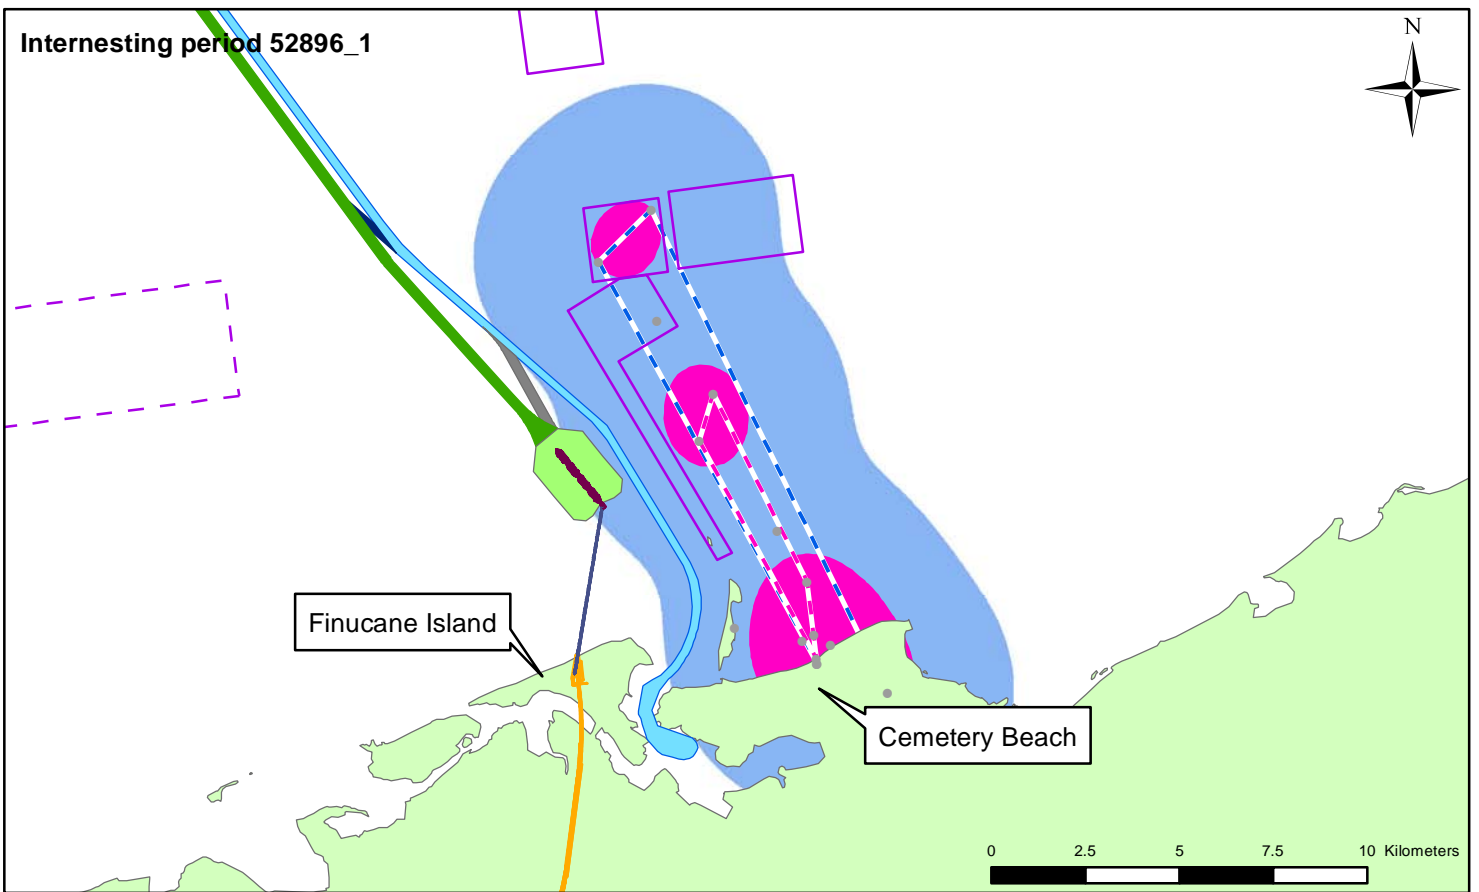 Internesting period 52896_1
N
Finucane Island
Cemetery Beach
0 2.5 5 7.5 10 Kilometers